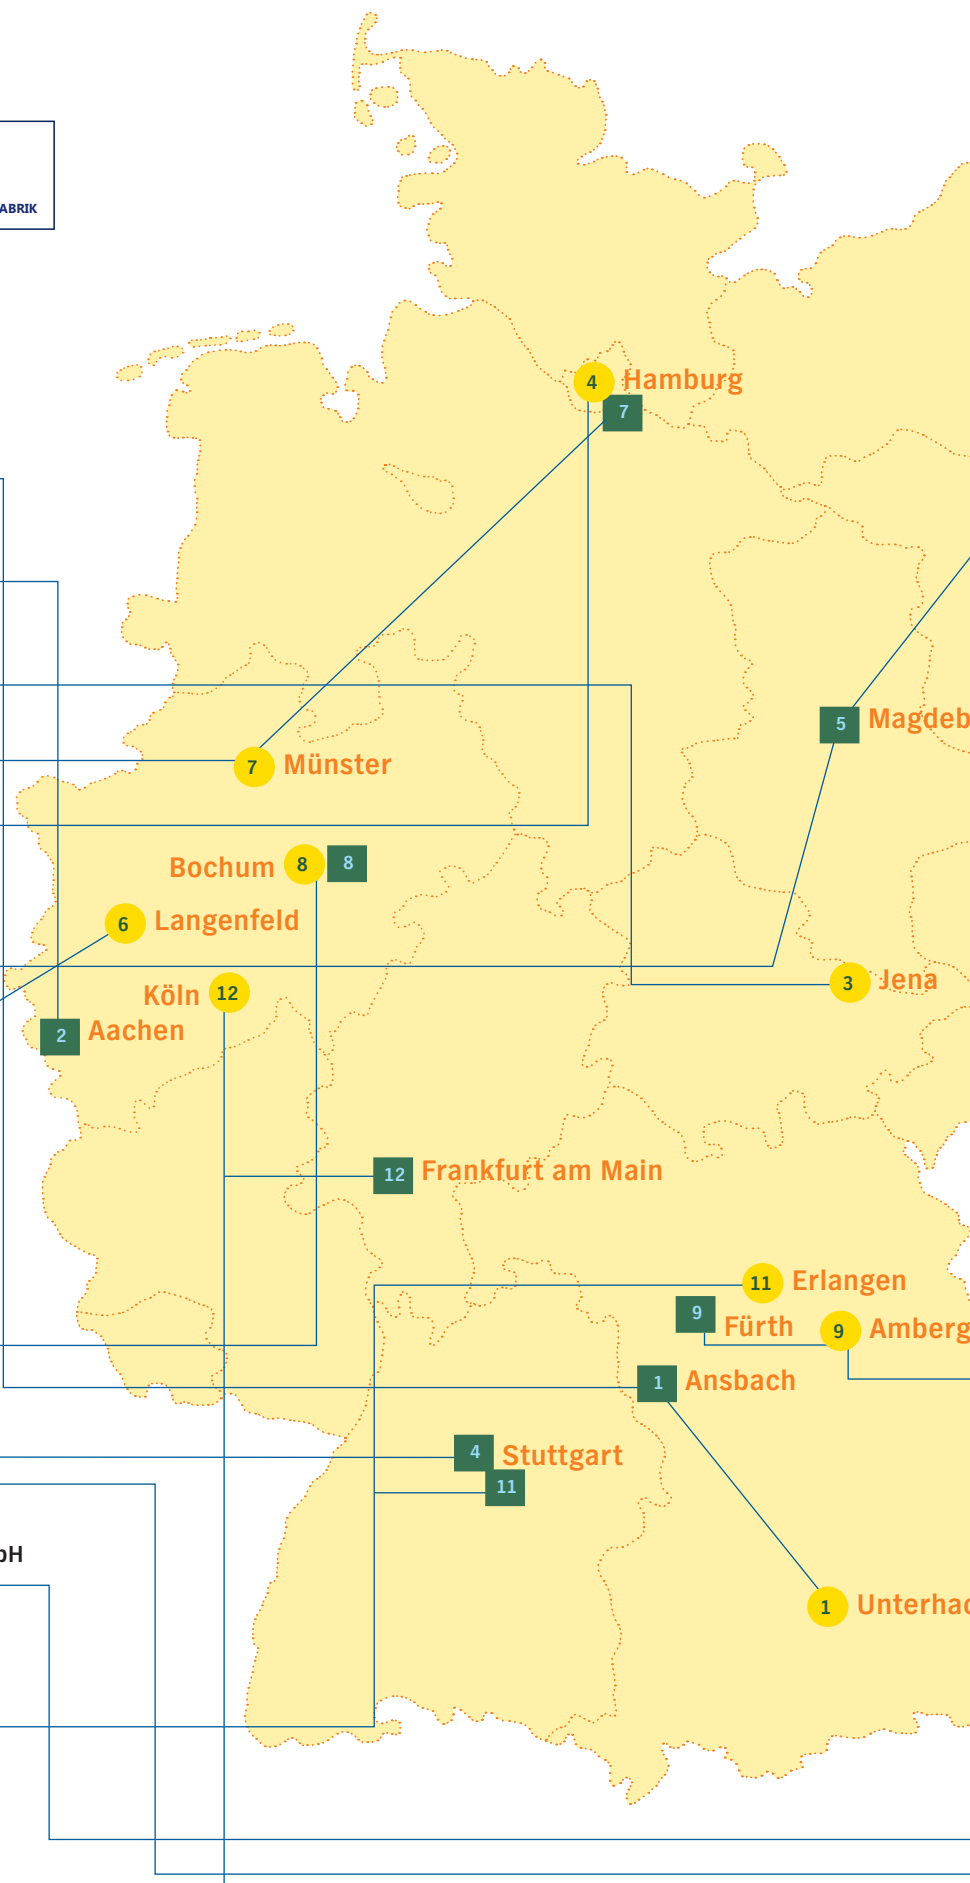 ABRIK
4 Hamburg
7
5 Magdeb
7 Münster
Bochum 8 8
6 Langenfeld
Köln 12
3 Jena
2 Aachen
12 Frankfurt am Main
11 Erlangen
9 Fürth
9 Amberg
1 Ansbach
4 Stuttgart
11
bH
1 Unterhac